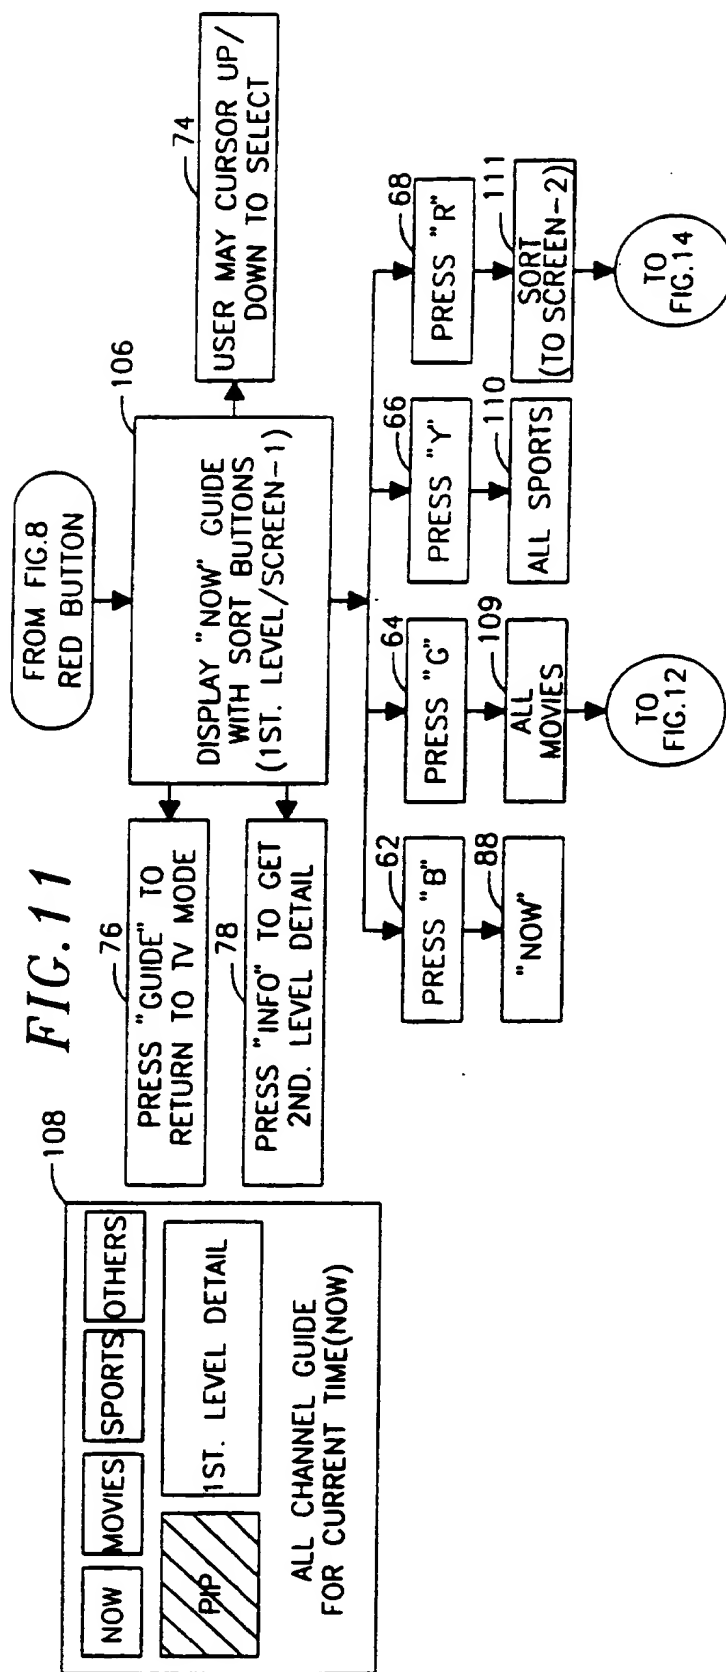 FIG.11
108
NOW
MOVIES
SPORTS
OTHERS
PIP
1ST. LEVEL DETAIL
ALL CHANNEL GUIDE
FOR CURRENT TIME(NOW)
FROM FIG.8
RED BUTTON
106
DISPLAY "NOW" GUIDE
WITH SORT BUTTONS
(1ST. LEVEL/SCREEN-1)
76
PRESS "GUIDE" TO
RETURN TO TV MODE
78
PRESS "INFO" TO GET
2ND. LEVEL DETAIL
74
USER MAY CURSOR UP/
DOWN TO SELECT
62
PRESS "B"
88
"NOW"
64
PRESS "G"
109
ALL
MOVIES
TO
FIG.12
66
PRESS "Y"
110
ALL SPORTS
68
PRESS "R"
111
SORT
(TO SCREEN-2)
TO
FIG.14